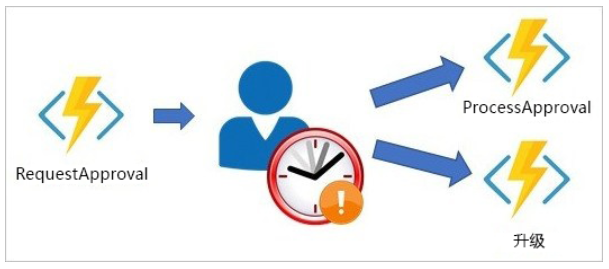 RequestApproval
ProcessApproval
升级